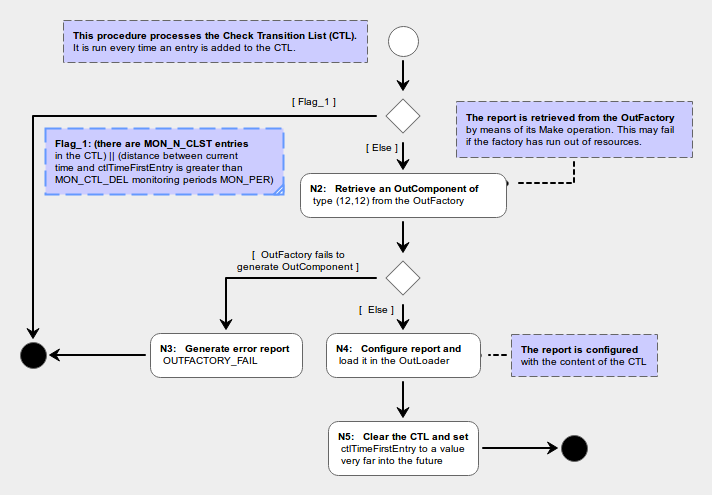 This procedure processes the Check Transition List (CTL).
It is run every time an entry is added to the CTL.
[ Flag_1 ]
The report is retrieved from the OutFactory
by means of its Make operation. This may fail
if the factory has run out of resources.
Flag_1: (there are MON_N_CLST entries
in the CTL) || (distance between current
time and ctlTimeFirstEntry is greater than
MON_CTL_DEL monitoring periods MON_PER)
[ Else ]
N2: Retrieve an OutComponent of
type (12,12) from the OutFactory
[ OutFactory fails to
generate OutComponent ]
[ Else ]
N3: Generate error report
OUTFACTORY_FAIL
N4: Configure report and
load it in the OutLoader
The report is configured
with the content of the CTL
N5: Clear the CTL and set
ctlTimeFirstEntry to a value
very far into the future